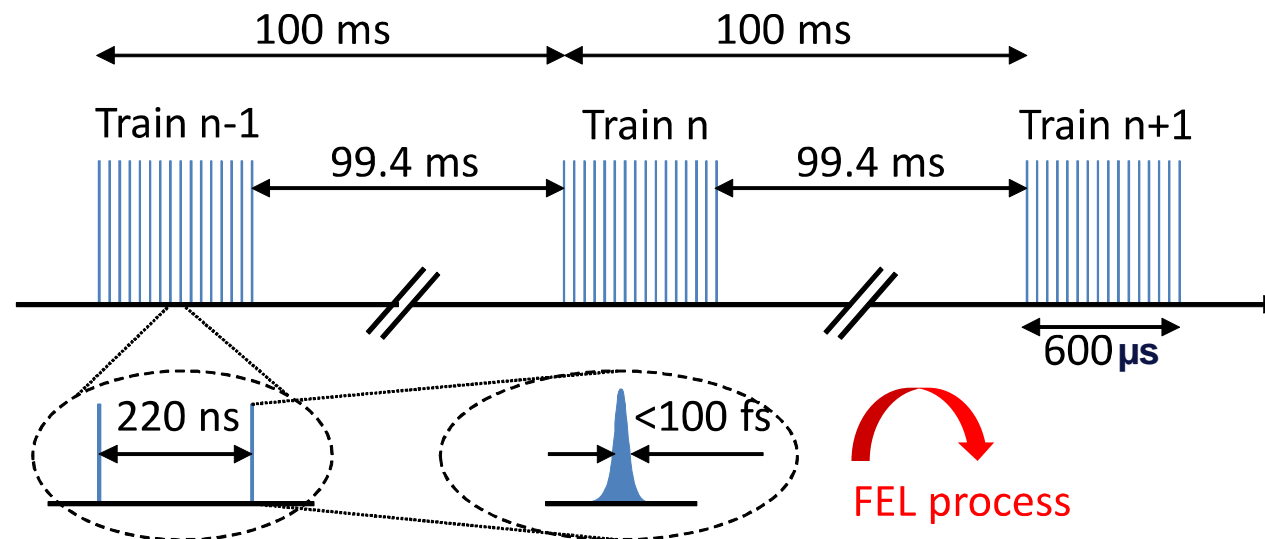 100 ms
100 ms
Train n-1
Train n
Train n+1
99.4 ms
99.4 ms
600 µs
220 ns
<100 fs
FEL process